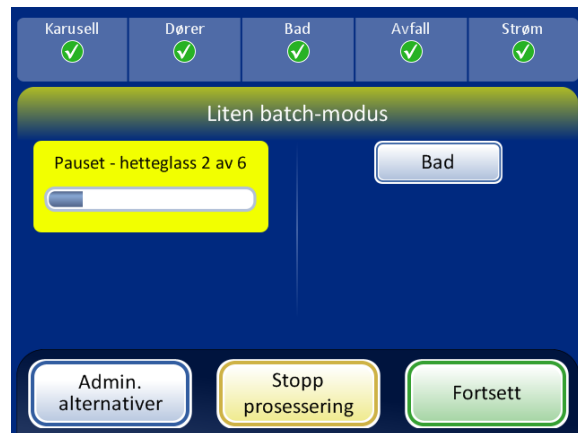 Karusell
Dører
Bad
Avfall
Strøm
Liten batch-modus
Pauset - hetteglass 2 av 6
Bad
Admin.
alternativer
Stopp
prosessering
Fortsett